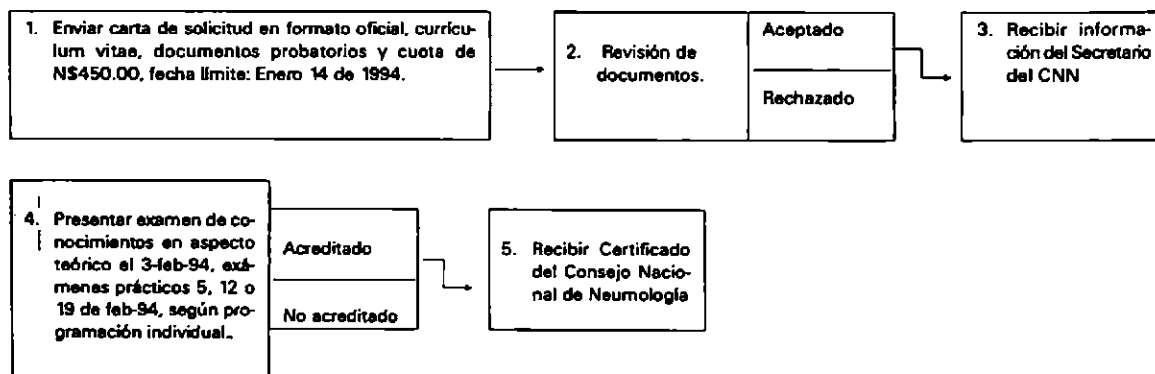 1. Enviar carta de solicitud en formato oficial, currícu-
lum vitae, documentos probatorios y cuota de
N$450.00, fecha límite: Enero 14 de 1994.
2. Revisión de
documentos.
Aceptado
Rechazado
3. Recibir informa-
ción del Secretario
del CNN
4. Presentar examen de co-
nocimientos en aspecto
teórico el 3-feb-94, exá-
menes prácticos 5, 12 o
19 de feb-94, según pro-
gramación individual..
Acreditado
No acreditado
5. Recibir Certificado
del Consejo Nacio-
nal de Neumología